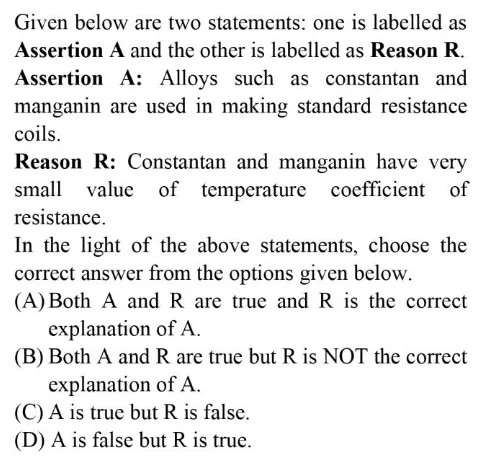 Given below are two statements: one is labelled as
Assertion A and the other is labelled as Reason R.
Assertion A: Alloys such as constantan and
manganin are used in making standard resistance
coils.
Reason R: Constantan and manganin have very
small value of temperature coefficient of
resistance.
In the light of the above statements, choose the
correct answer from the options given below.
(A) Both A and R are true and R is the correct
explanation of A.
(B) Both A and R are true but R is NOT the correct
explanation of A.
(C) A is true but R is false.
(D) A is false but R is true.